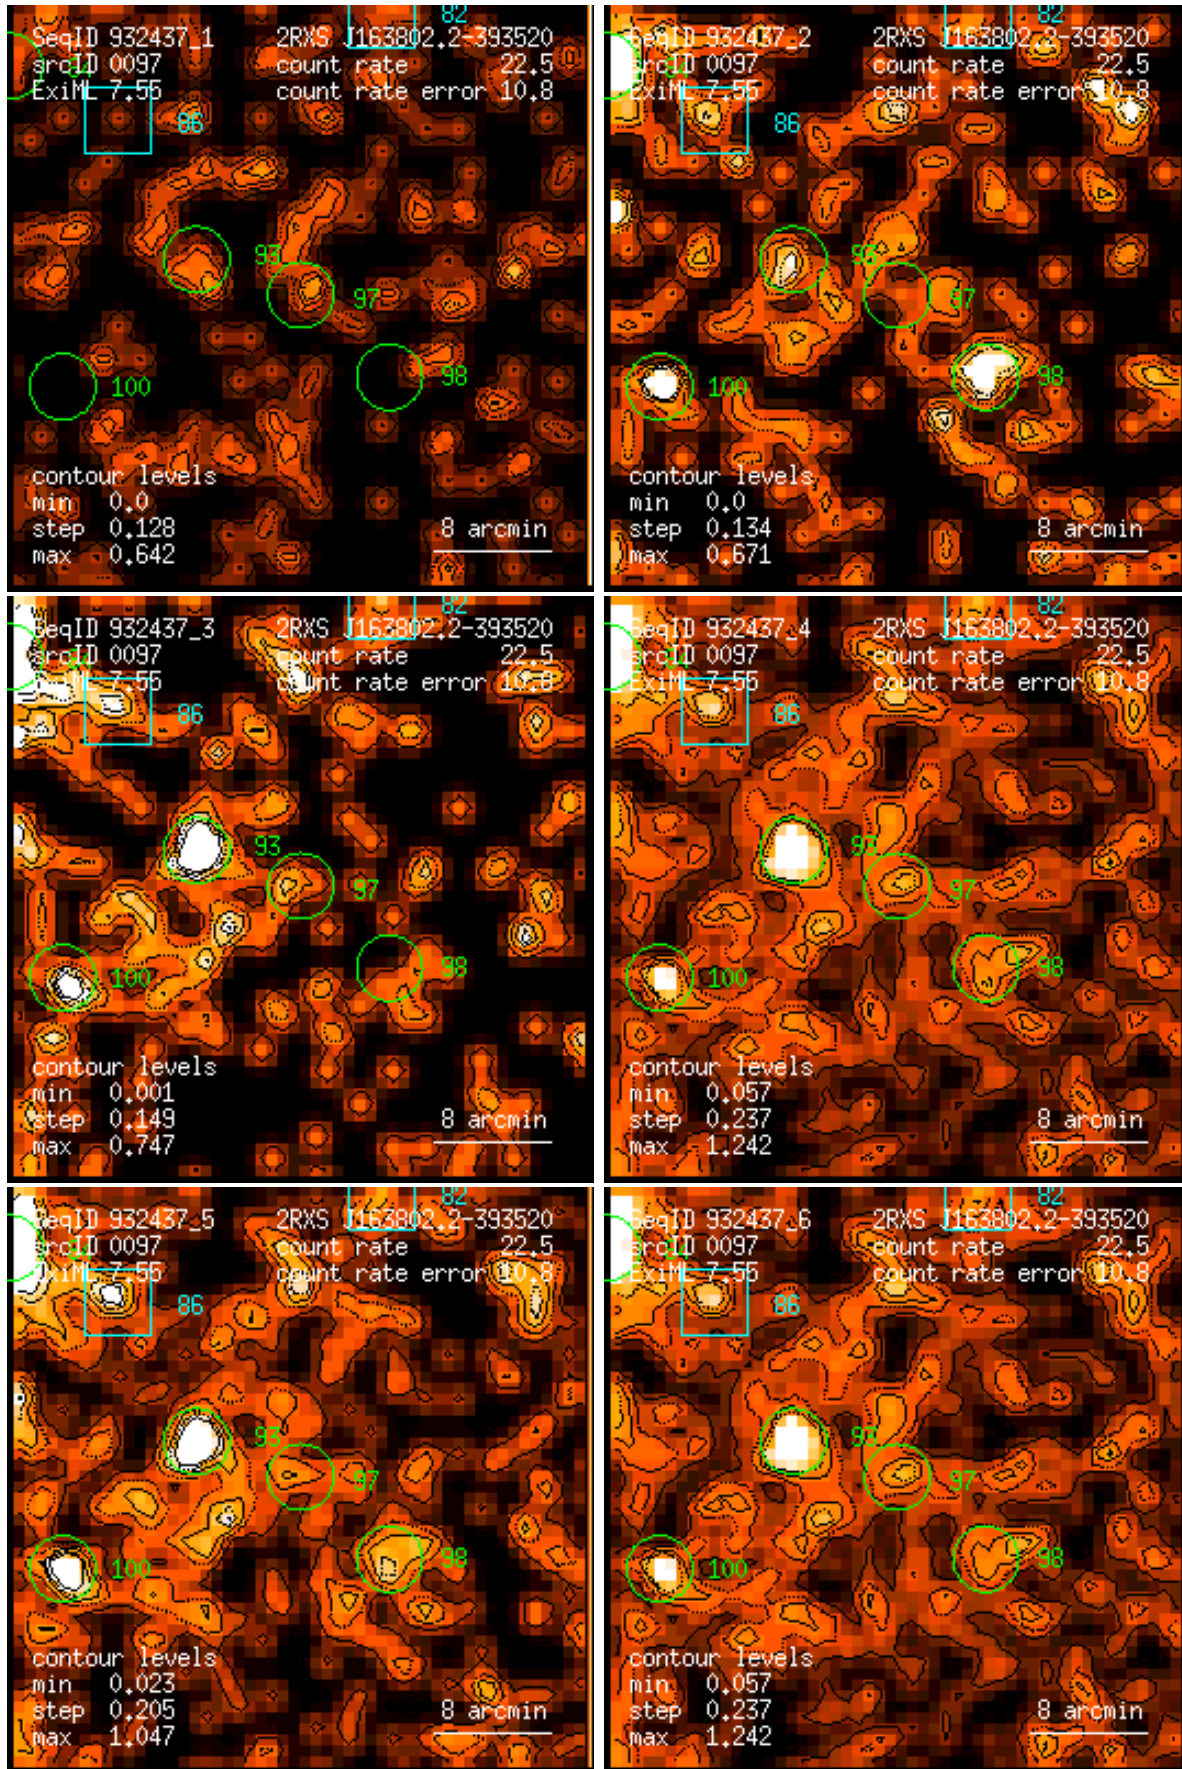 82
SeqID 932437_1 2RXS J163802.2-393520
srcID 0097 count rate 22.5
ExiML 7.55 count rate error 10.8
86
93
97
98
100
contour levels
min 0.0
step 0.128 8 arcmin
max 0.642
82
SeqID 932437_2 2RXS J163802.2-393520
srcID 0097 count rate 22.5
ExiML 7.55 count rate error 10.8
86
93
97
98
100
contour levels
min 0.0
step 0.134 8 arcmin
max 0.671
82
SeqID 932437_3 2RXS J163802.2-393520
srcID 0097 count rate 22.5
ExiML 7.55 count rate error 10.8
86
93
97
98
100
contour levels
min 0.001
step 0.149 8 arcmin
max 0.747
82
SeqID 932437_4 2RXS J163802.2-393520
srcID 0097 count rate 22.5
ExiML 7.55 count rate error 10.8
86
93
97
98
100
contour levels
min 0.057
step 0.237 8 arcmin
max 1.242
82
SeqID 932437_5 2RXS J163802.2-393520
srcID 0097 count rate 22.5
ExiML 7.55 count rate error 10.8
86
93
97
98
100
contour levels
min 0.023
step 0.205 8 arcmin
max 1.047
82
SeqID 932437_6 2RXS J163802.2-393520
srcID 0097 count rate 22.5
ExiML 7.55 count rate error 10.8
86
93
97
98
100
contour levels
min 0.057
step 0.237 8 arcmin
max 1.242